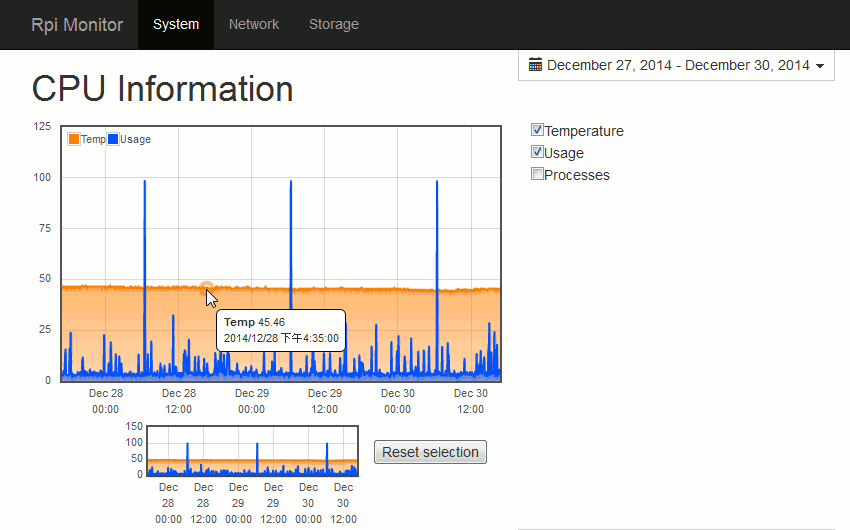 Rpi Monitor System Network Storage
December 27, 2014 - December 30, 2014
CPU Information
125
Temp Usage
100
75
50
25
0
Temp 45.46
2014/12/28 下午4:35:00
Dec 28 Dec 28 Dec 29 Dec 29 Dec 30 Dec 30
00:00 12:00 00:00 12:00 00:00 12:00
Temperature
Usage
Processes
150
100
50
0
Dec Dec Dec Dec Dec Dec
28 28 29 29 30 30
00:00 12:00 00:00 12:00 00:00 12:00
Reset selection